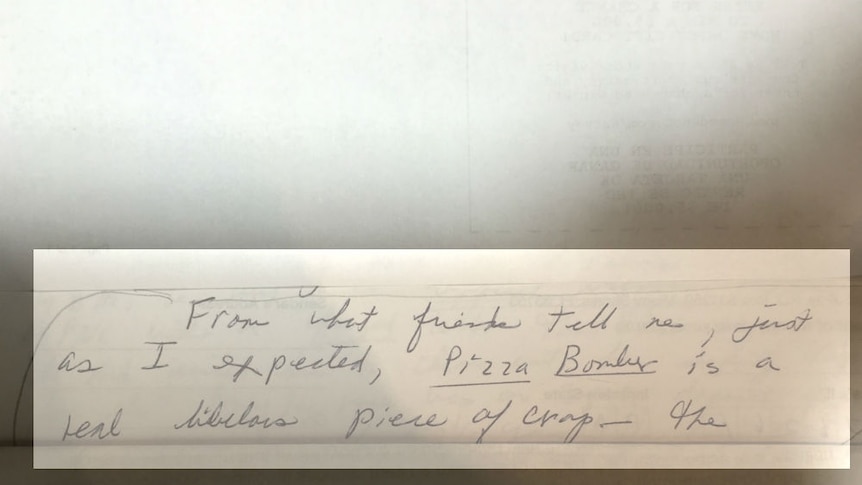 From what friends tell me, just
as I expected, Pizza Bomber is a
real libelous piece of crap – the